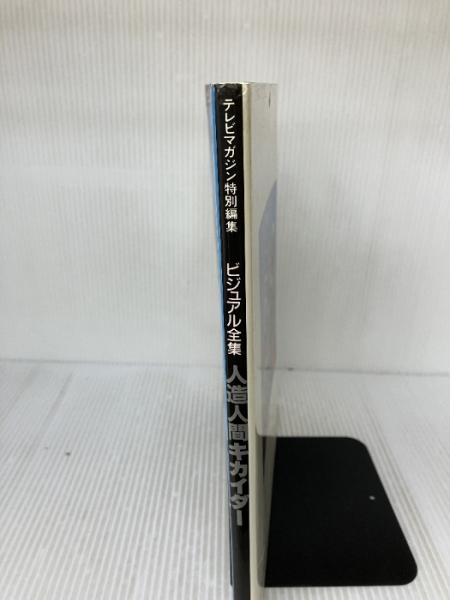 テレビマガジン特別編集
ビジュアル全集
人造人間キカイダー